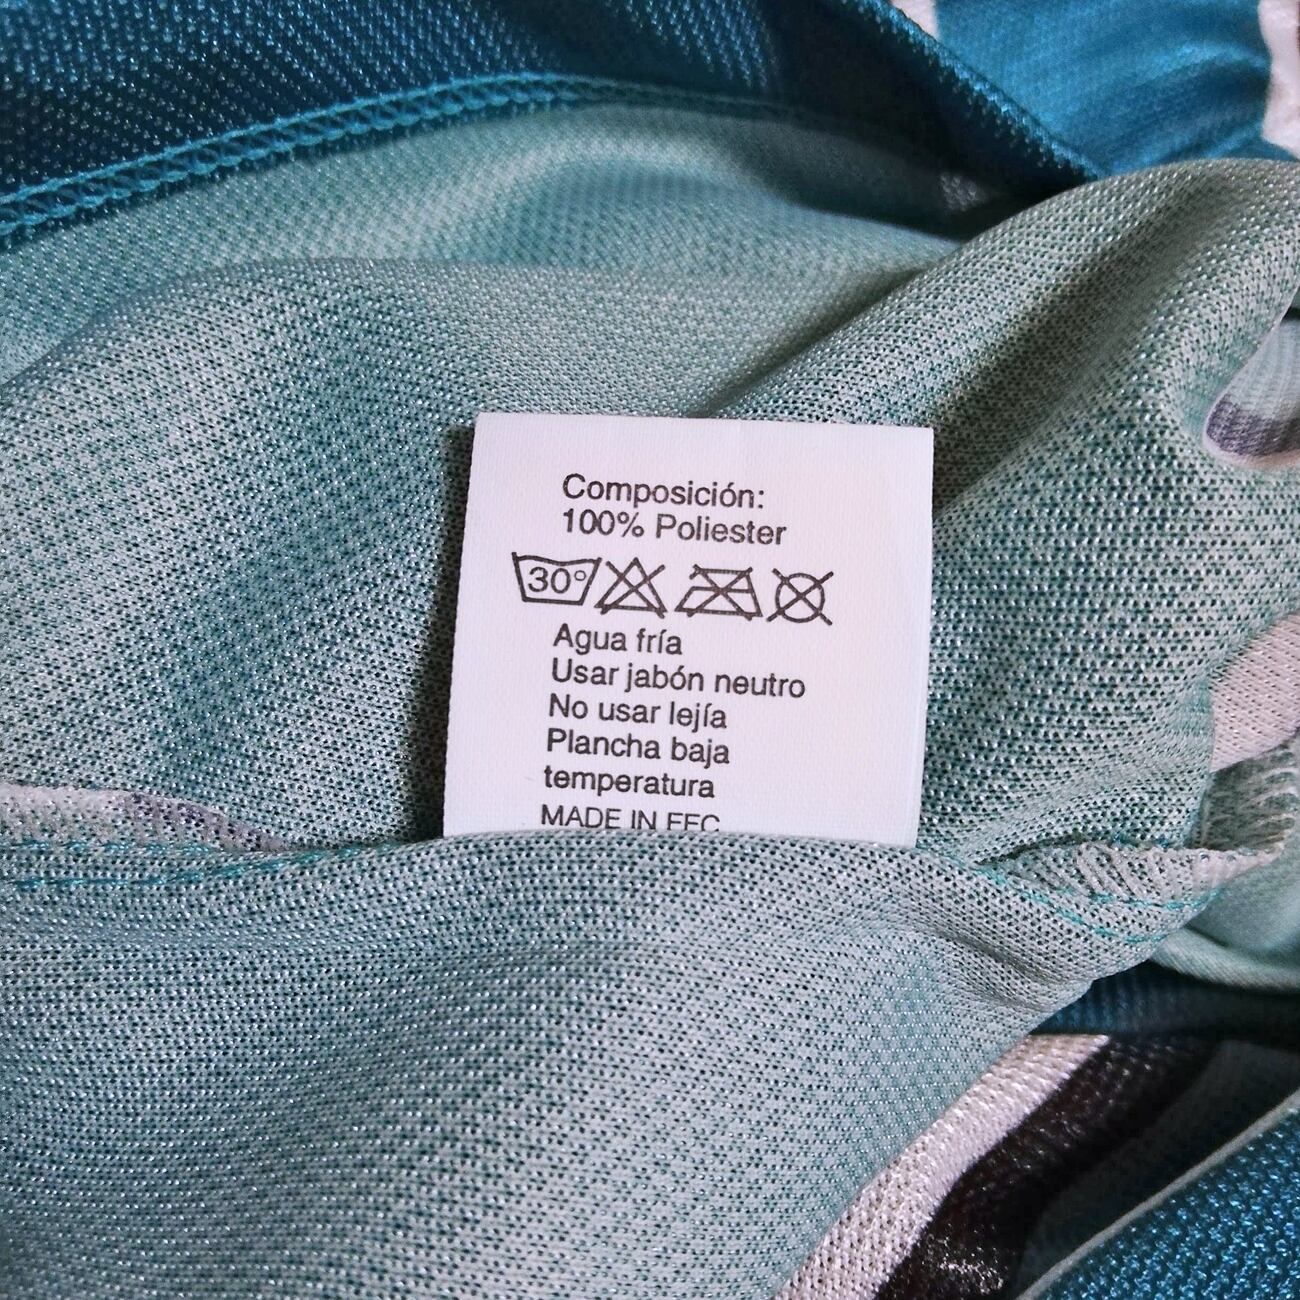 Composición:
100% Poliester
30°
Agua fría
Usar jabón neutro
No usar lejía
Plancha baja
temperatura
MADE IN EEC